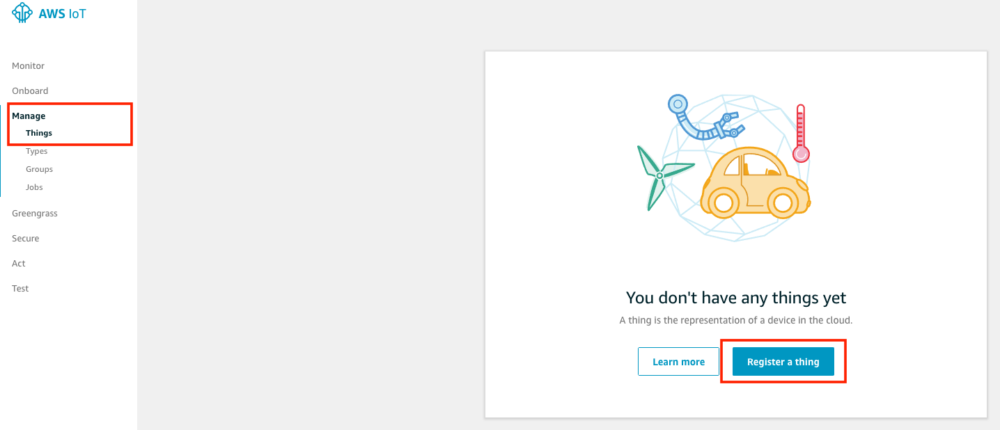 AWS IoT
Monitor
Onboard
Manage
Things
Types
Groups
Jobs
Greengrass
Secure
Act
Test
You don't have any things yet
A thing is the representation of a device in the cloud.
Learn more
Register a thing